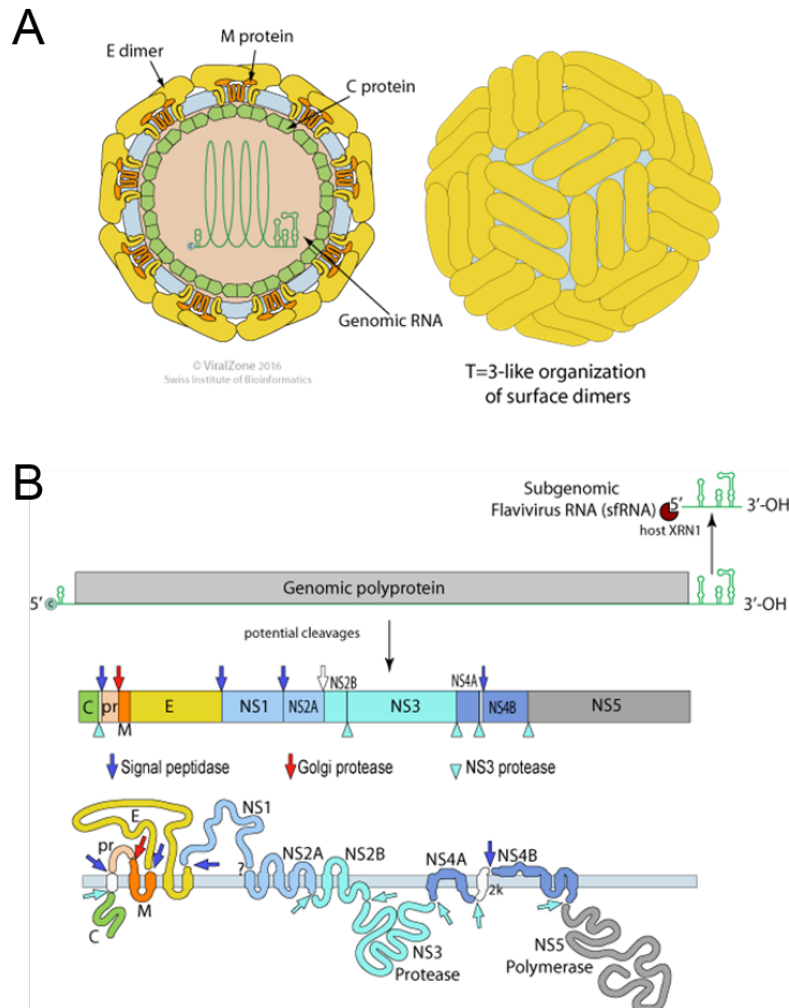 A
E dimer
M protein
C protein
Genomic RNA
© ViralZone 2016
Swiss Institute of Bioinformatics
T=3-like organization
of surface dimers
B
Subgenomic
Flavivirus RNA (sfRNA)
5′
3′-OH
host XRN1
Genomic polyprotein
5′
C
3′-OH
potential cleavages
NS2B
NS4A
C
pr
M
E
NS1
NS2A
NS3
NS4B
NS5
Signal peptidase
Golgi protease
NS3 protease
E
NS1
pr
?
NS2A
NS2B
NS4A
NS4B
2k
C
M
NS3
Protease
NS5
Polymerase